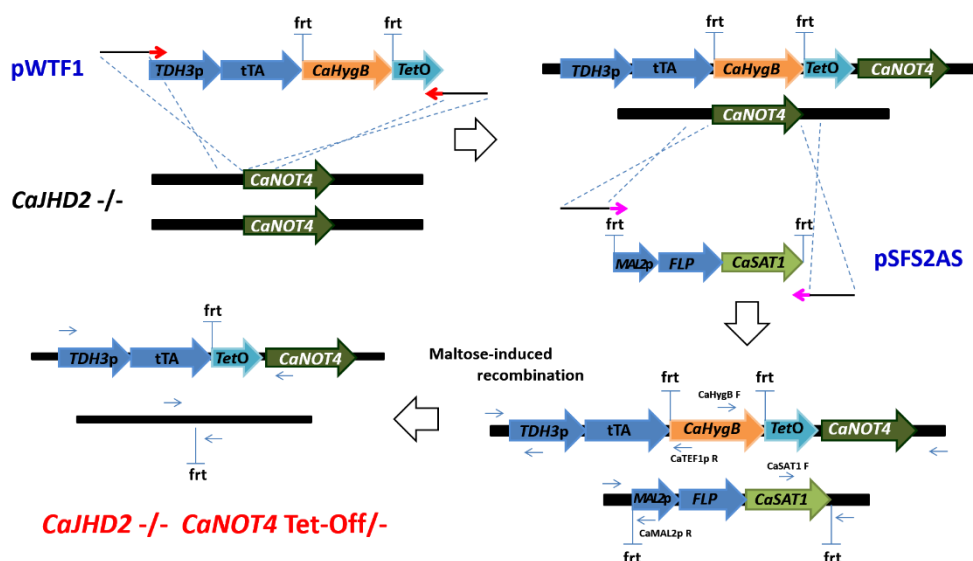 frt frt
pWTF1
TDH3p tTA CaHygB TetO
CaJHD2 -/-
CaNOT4
CaNOT4
frt frt
TDH3p tTA CaHygB TetO CaNOT4
CaNOT4
frt frt
MAL2p FLP CaSAT1
pSFS2AS
frt
TDH3p tTA TetO CaNOT4
frt
Maltose-induced
recombination
CaJHD2 -/- CaNOT4 Tet-Off/-
frt frt
CaHygB F
TDH3p tTA CaHygB TetO CaNOT4
CaTEF1p R
CaSAT1 F
MAL2p FLP CaSAT1
CaMAL2p R
frt frt